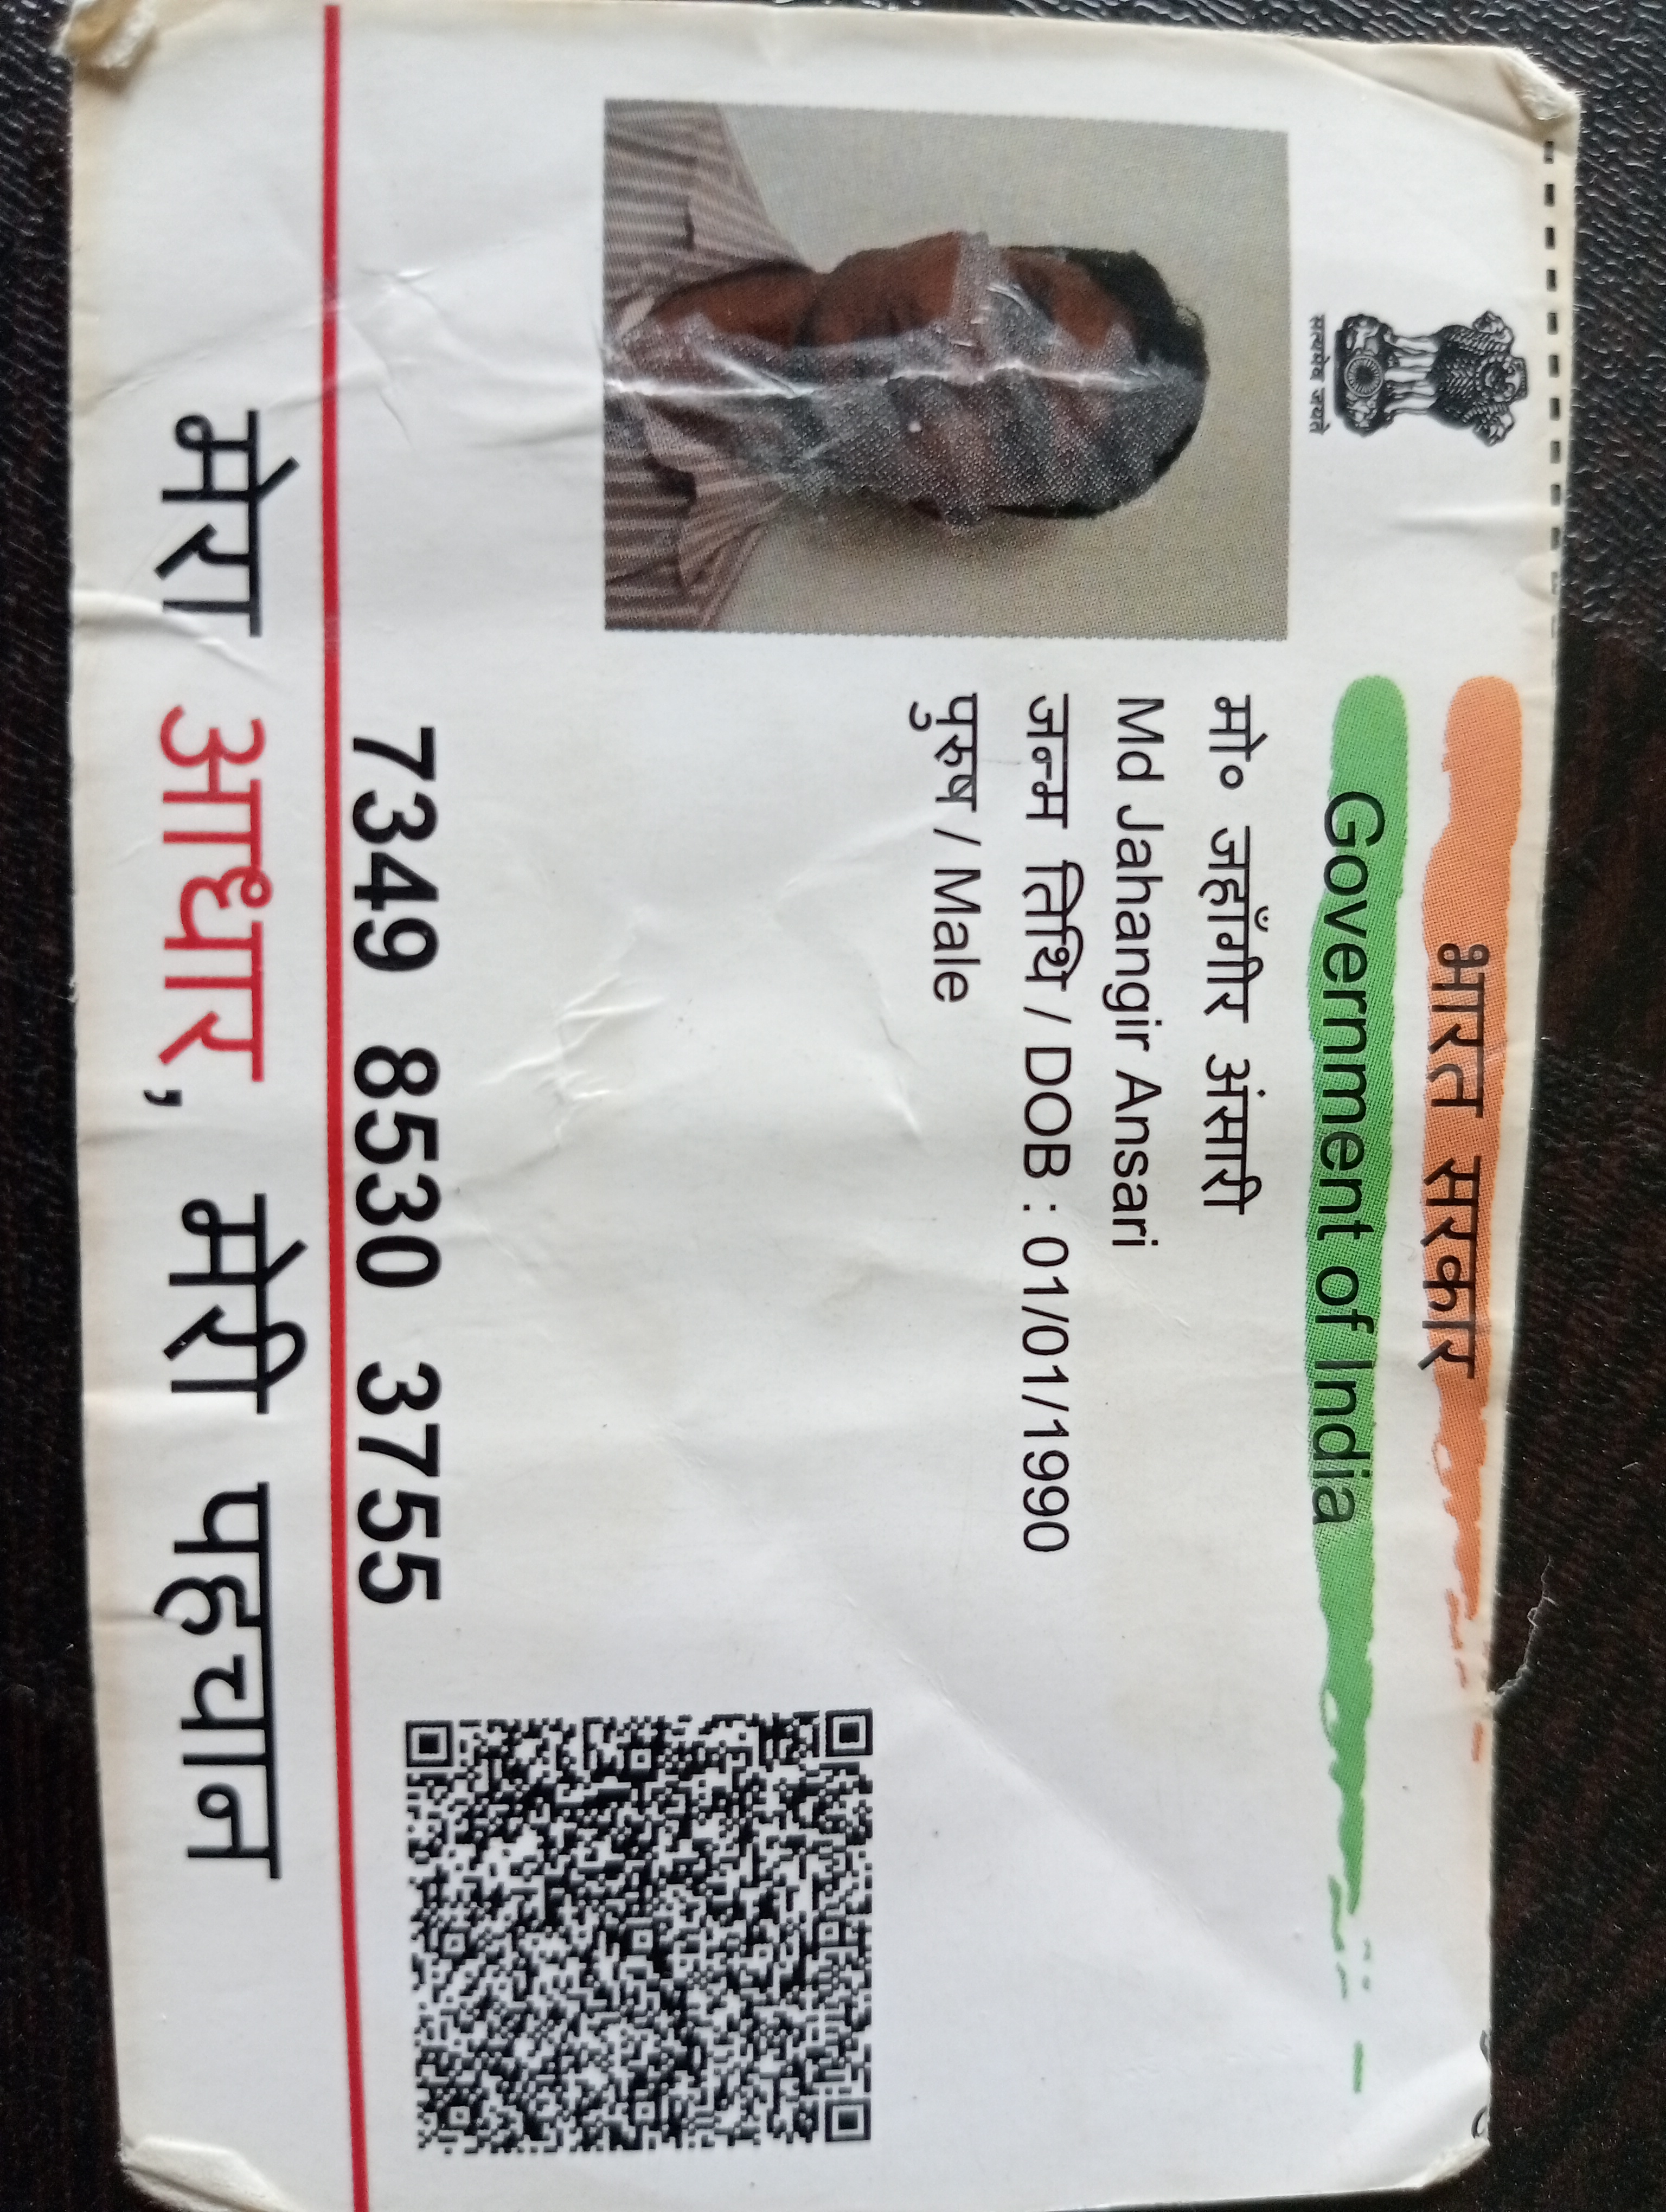 भारत सरकार
Government of India
सत्यमेव जयते
मो० जहाँगीर अंसारी
Md Jahangir Ansari
जन्म तिथि / DOB : 01/01/1990
पुरुष / Male
7349 8530 3755
मेरा आधार, मेरी पहचान